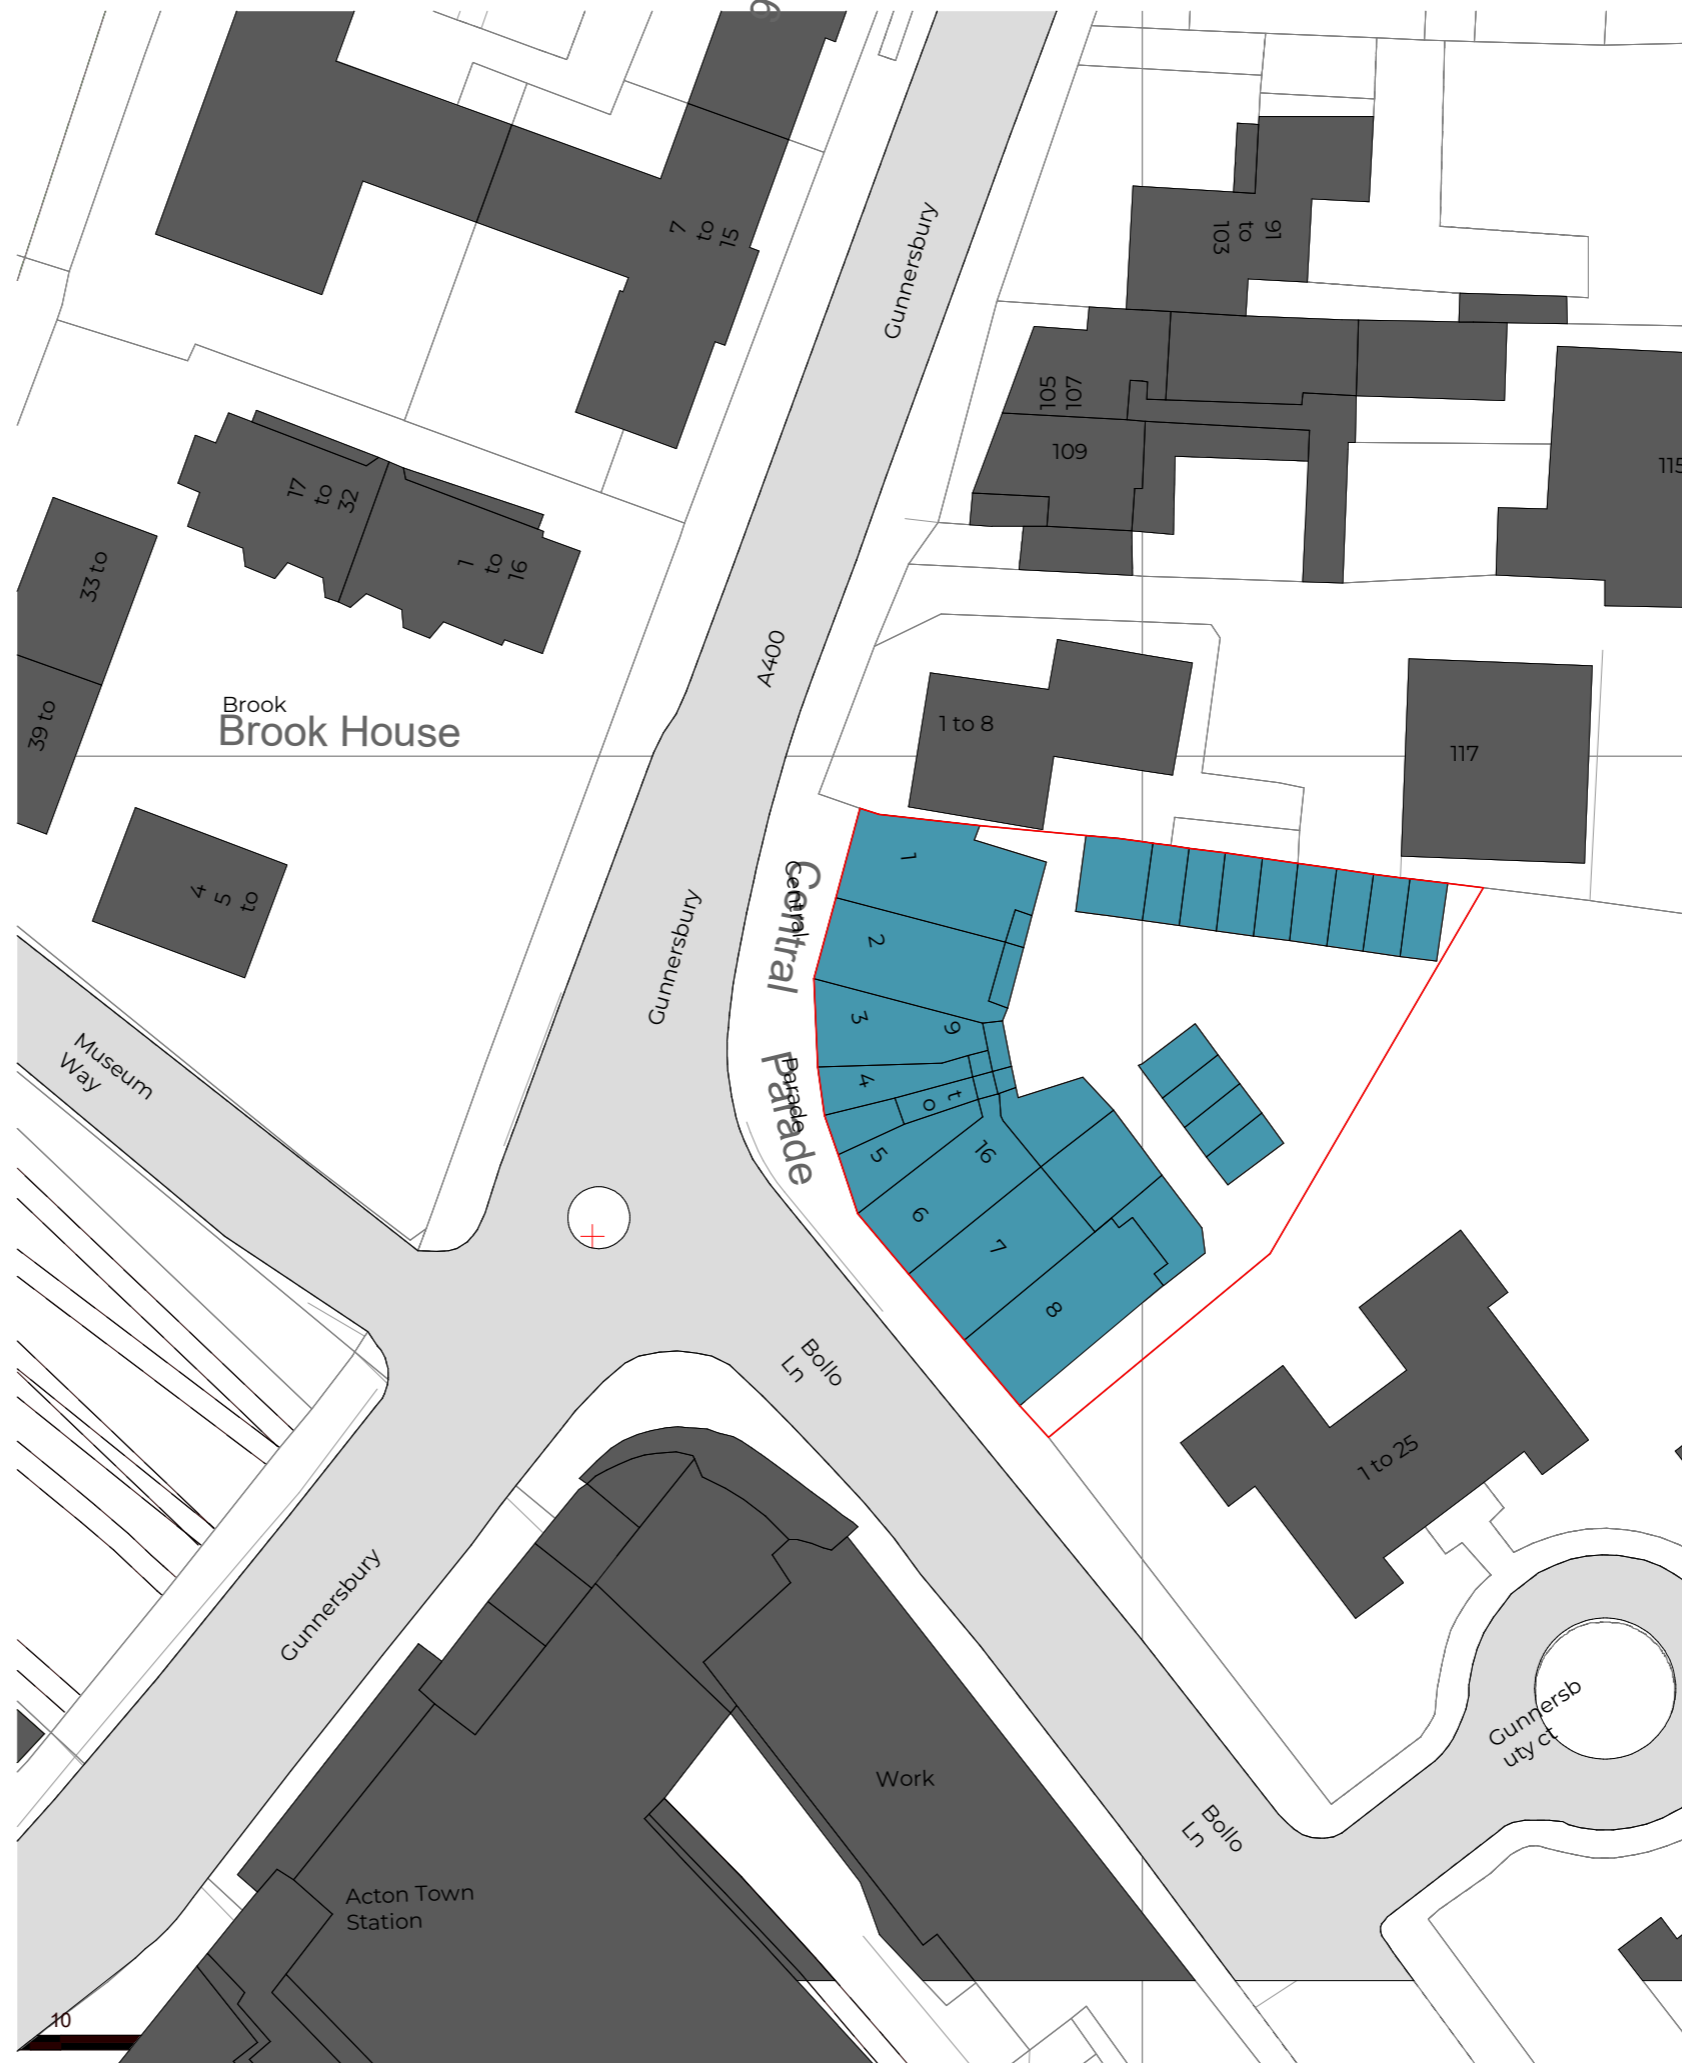 9
Gunnersbury
7
to
15
91
to
103
105
107
109
115
17
to
32
1
to
16
33 to
39 to
A400
Brook
Brook House
1 to 8
117
4
5
to
Gunnersbury
Central
Central
Parade
Parade
1
2
3
9
4
t
o
5
16
6
7
8
Museum
Way
Bollo
Ln
1 to 25
Gunnersbury
Gunnersb
uty ct
Work
Bollo
Ln
Acton Town
Station
10